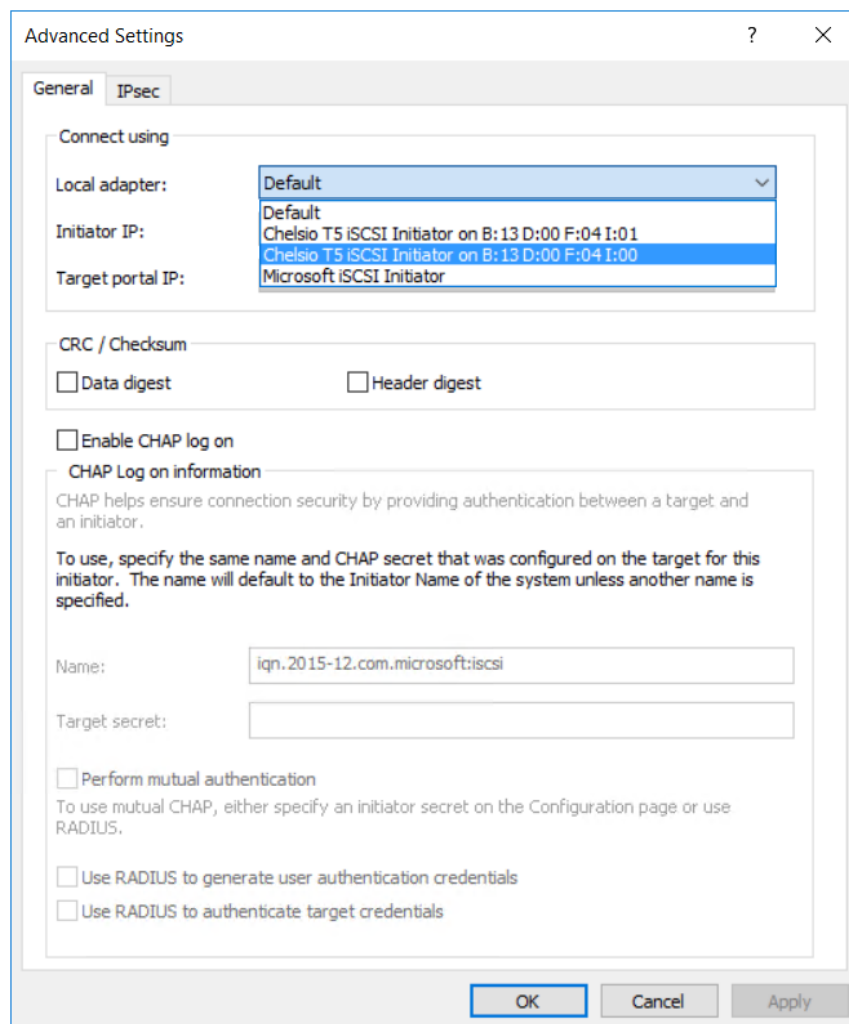 Advanced Settings
?
General
IPsec
Connect using
Local adapter:
Default
Default
Initiator IP:
Chelsio T5 iSCSI Initiator on B:13 D:00 F:04 I:01
Chelsio T5 iSCSI Initiator on B:13 D:00 F:04 I:00
Target portal IP:
Microsoft iSCSI Initiator
CRC / Checksum
Data digest
Header digest
Enable CHAP log on
CHAP Log on information
CHAP helps ensure connection security by providing authentication between a target and
an initiator.
To use, specify the same name and CHAP secret that was configured on the target for this
initiator.  The name will default to the Initiator Name of the system unless another name is
specified.
Name:
iqn.2015-12.com.microsoft:iscsi
Target secret:
Perform mutual authentication
To use mutual CHAP, either specify an initiator secret on the Configuration page or use
RADIUS.
Use RADIUS to generate user authentication credentials
Use RADIUS to authenticate target credentials
OK
Cancel
Apply